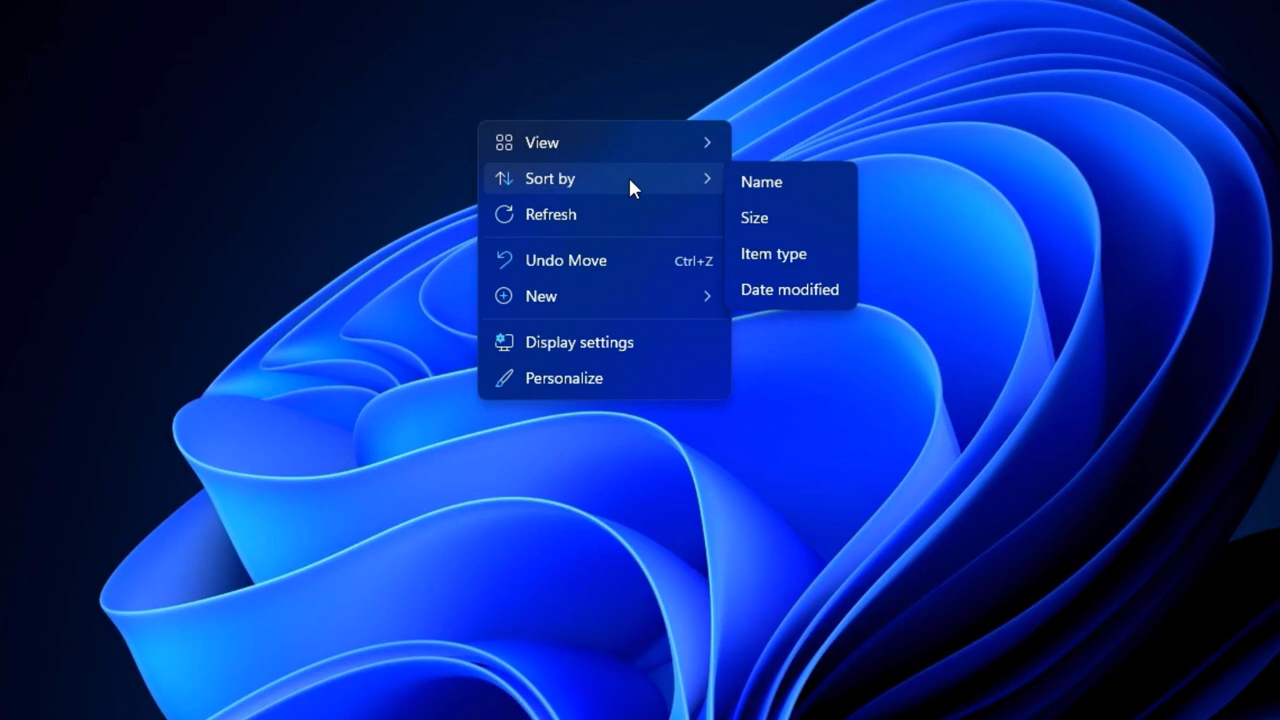 View
Sort by
Refresh
Undo Move Ctrl+Z
New
Display settings
Personalize
Name
Size
Item type
Date modified